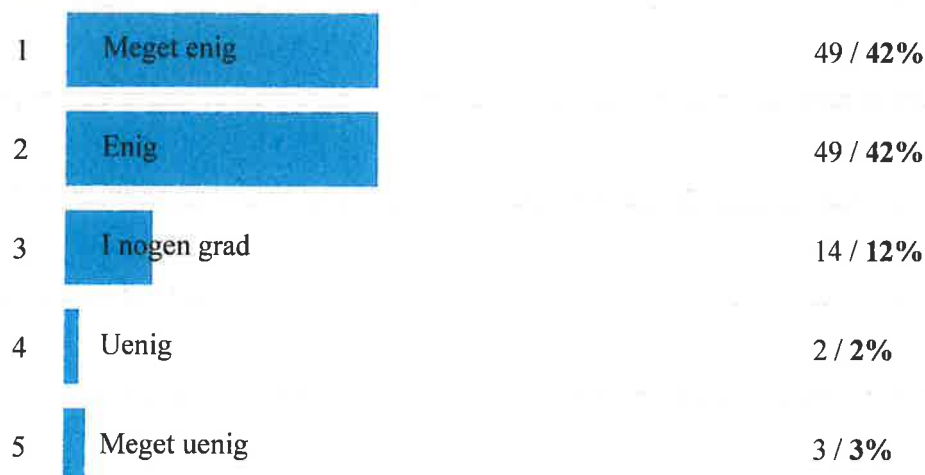 1 Meget enig 49 / 42%
2 Enig 49 / 42%
3 I nogen grad 14 / 12%
4 Uenig 2 / 2%
5 Meget uenig 3 / 3%